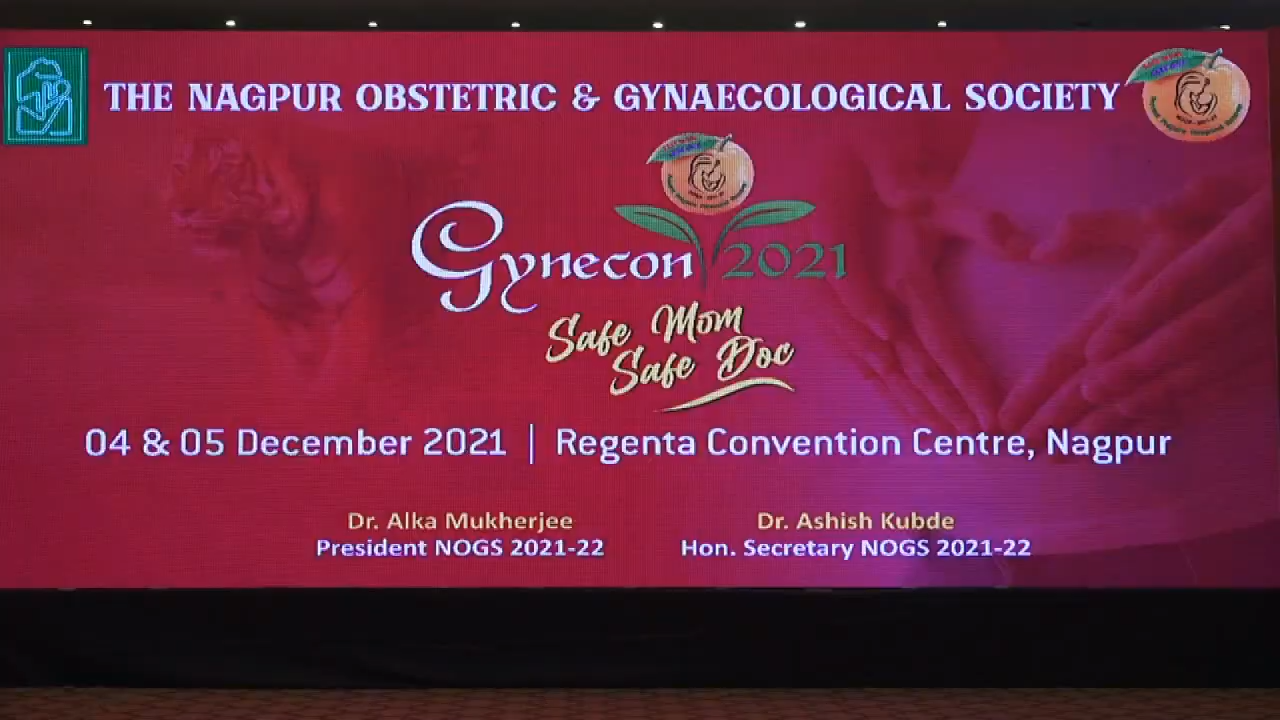 THE NAGPUR OBSTETRIC & GYNAECOLOGICAL SOCIETY
Gynecon 2021
Safe Mom
Safe Doc
04 & 05 December 2021 | Regenta Convention Centre, Nagpur
Dr. Alka Mukherjee
President NOGS 2021-22
Dr. Ashish Kubde
Hon. Secretary NOGS 2021-22